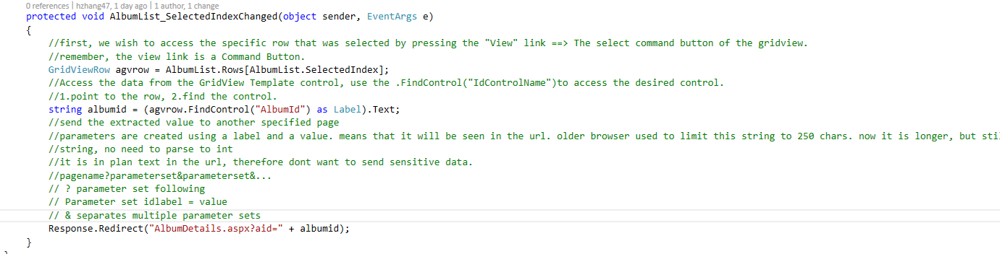 0 references | hzhang47, 1 day ago | 1 author, 1 change
protected void AlbumList_SelectedIndexChanged(object sender, EventArgs e)
{
//first, we wish to access the specific row that was selected by pressing the "View" link ==> The select command button of the gridview.
//remember, the view link is a Command Button.
GridViewRow agvrow = AlbumList.Rows[AlbumList.SelectedIndex];
//Access the data from the GridView Template control, use the .FindControl("IdControlName")to access the desired control.
//1.point to the row, 2.find the control.
string albumid = (agvrow.FindControl("AlbumId") as Label).Text;
//send the extracted value to another specified page
//parameters are created using a label and a value. means that it will be seen in the url. older browser used to limit this string to 250 chars. now it is longer, but sti
//string, no need to parse to int
//it is in plan text in the url, therefore dont want to send sensitive data.
//pagename?parameterset&parameterset&...
// ? parameter set following
// Parameter set idlabel = value
// & separates multiple parameter sets
Response.Redirect("AlbumDetails.aspx?aid=" + albumid);
}